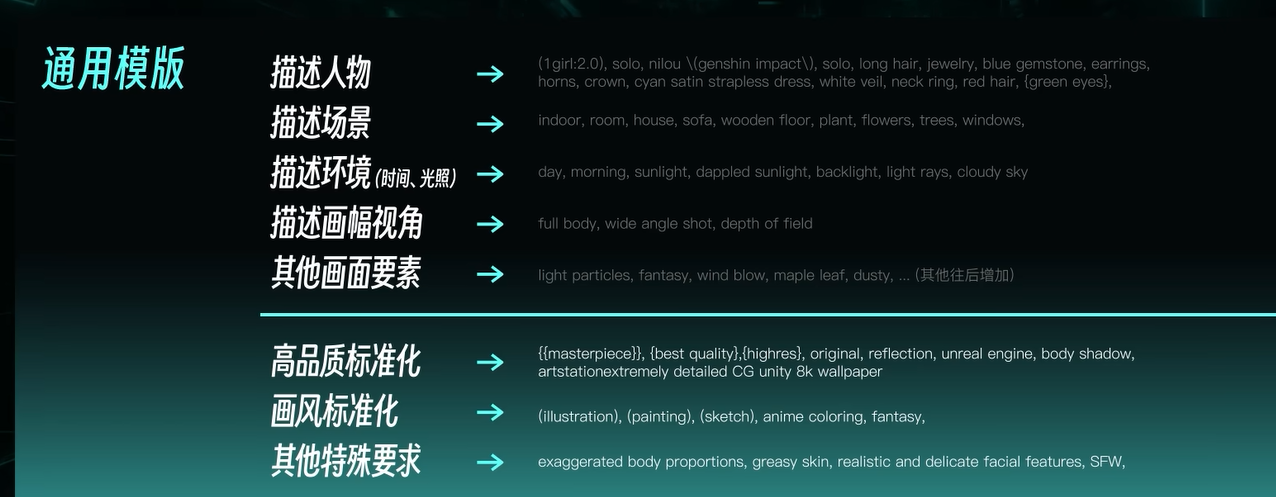 通用模版
描述人物
(1girl:2.0), solo, nilou \(genshin impact\), solo, long hair, jewelry, blue gemstone, earrings,
horns, crown, cyan satin strapless dress, white veil, neck ring, red hair, {green eyes},
描述场景
indoor, room, house, sofa, wooden floor, plant, flowers, trees, windows,
描述环境(时间、光照)
day, morning, sunlight, dappled sunlight, backlight, light rays, cloudy sky
描述画幅视角
full body, wide angle shot, depth of field
其他画面要素
light particles, fantasy, wind blow, maple leaf, dusty, ... (其他往后增加)
高品质标准化
{{masterpiece}}, {best quality},{highres}, original, reflection, unreal engine, body shadow,
artstationextremely detailed CG unity 8k wallpaper
画风标准化
(illustration), (painting), (sketch), anime coloring, fantasy,
其他特殊要求
exaggerated body proportions, greasy skin, realistic and delicate facial features, SFW,